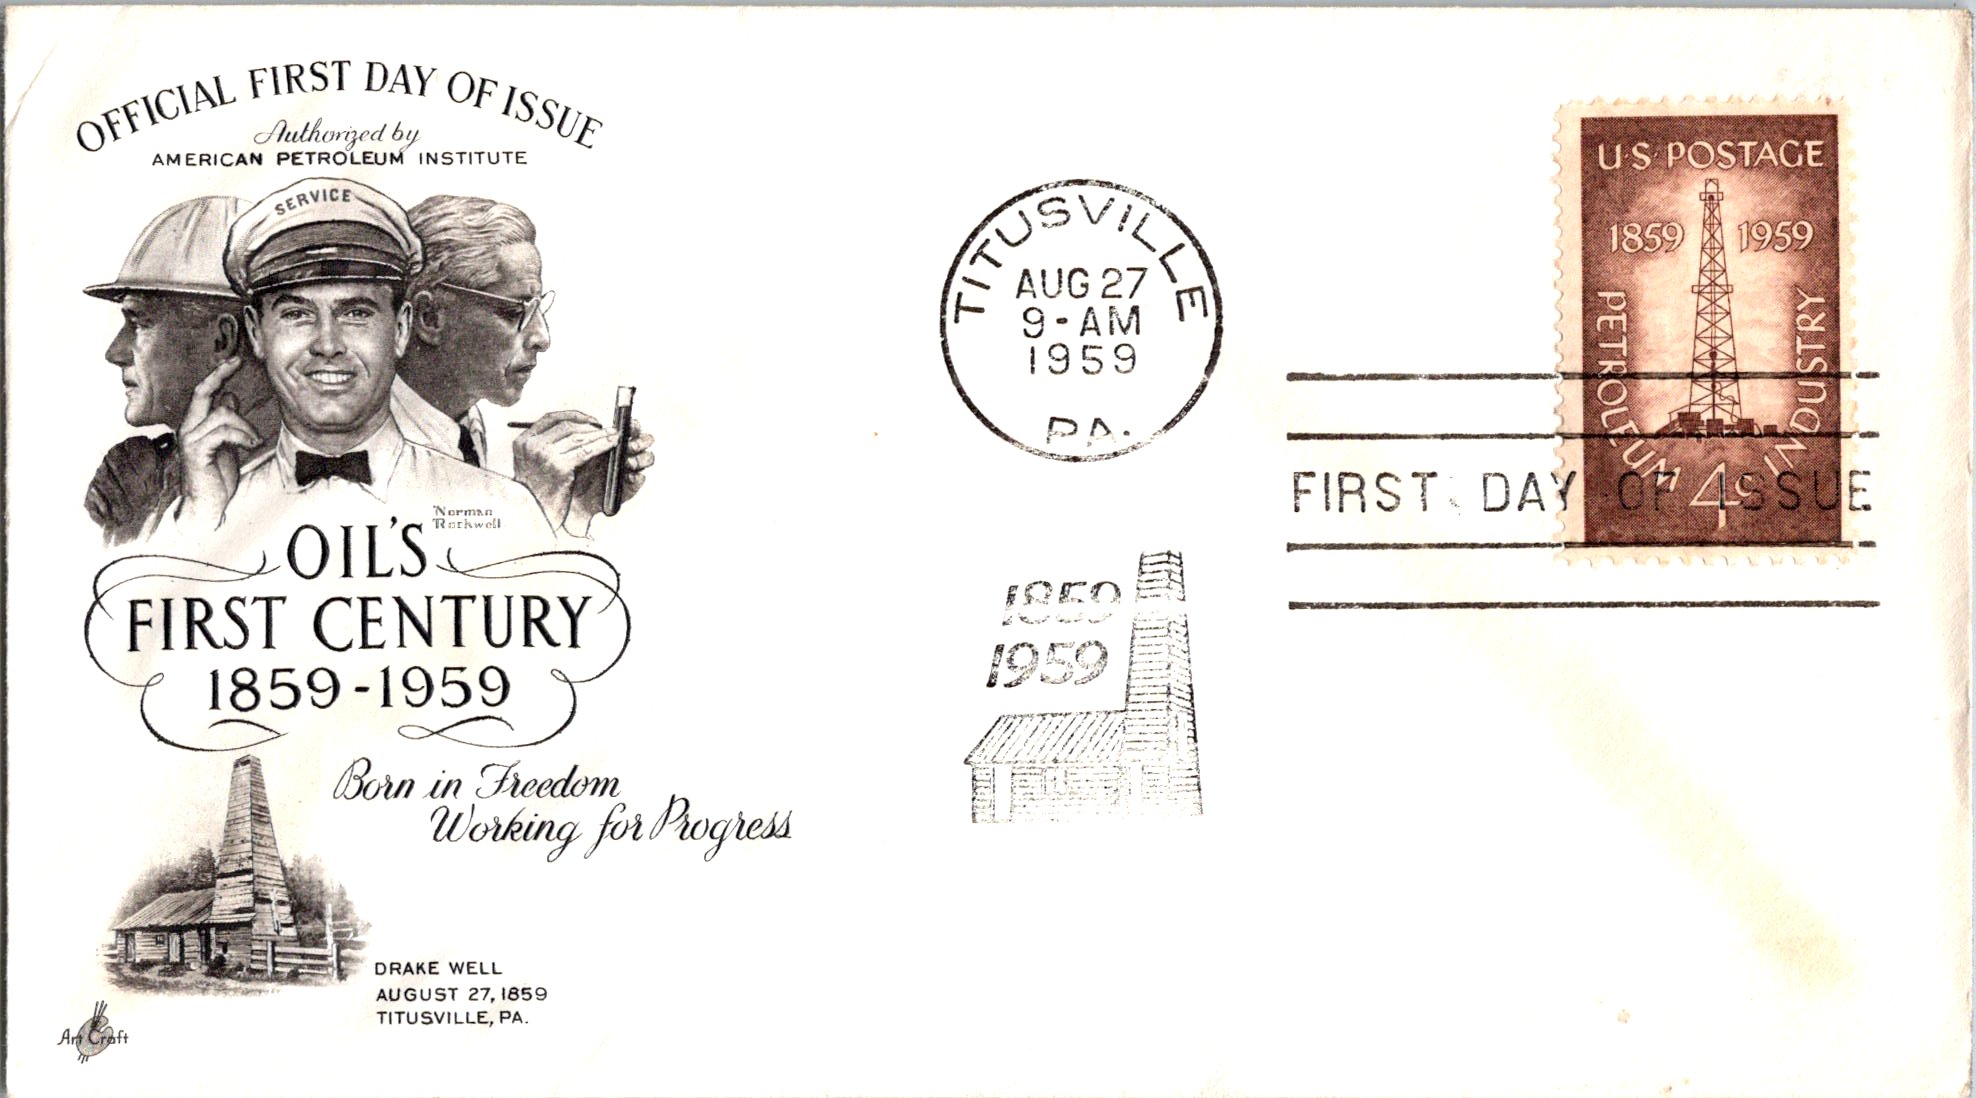 OFFICIAL FIRST DAY OF ISSUE
Authorized by
AMERICAN PETROLEUM INSTITUTE
SERVICE
Norman
Rockwell
OIL'S
FIRST CENTURY
1859-1959
Born in Freedom
Working for Progress
DRAKE WELL
AUGUST 27, 1859
TITUSVILLE, PA.
Art Craft
TITUSVILLE
AUG 27
9-AM
1959
PA.
1859
1959
U.S. POSTAGE
1859 1959
PETROLEUM INDUSTRY
4c
FIRST DAY OF ISSUE